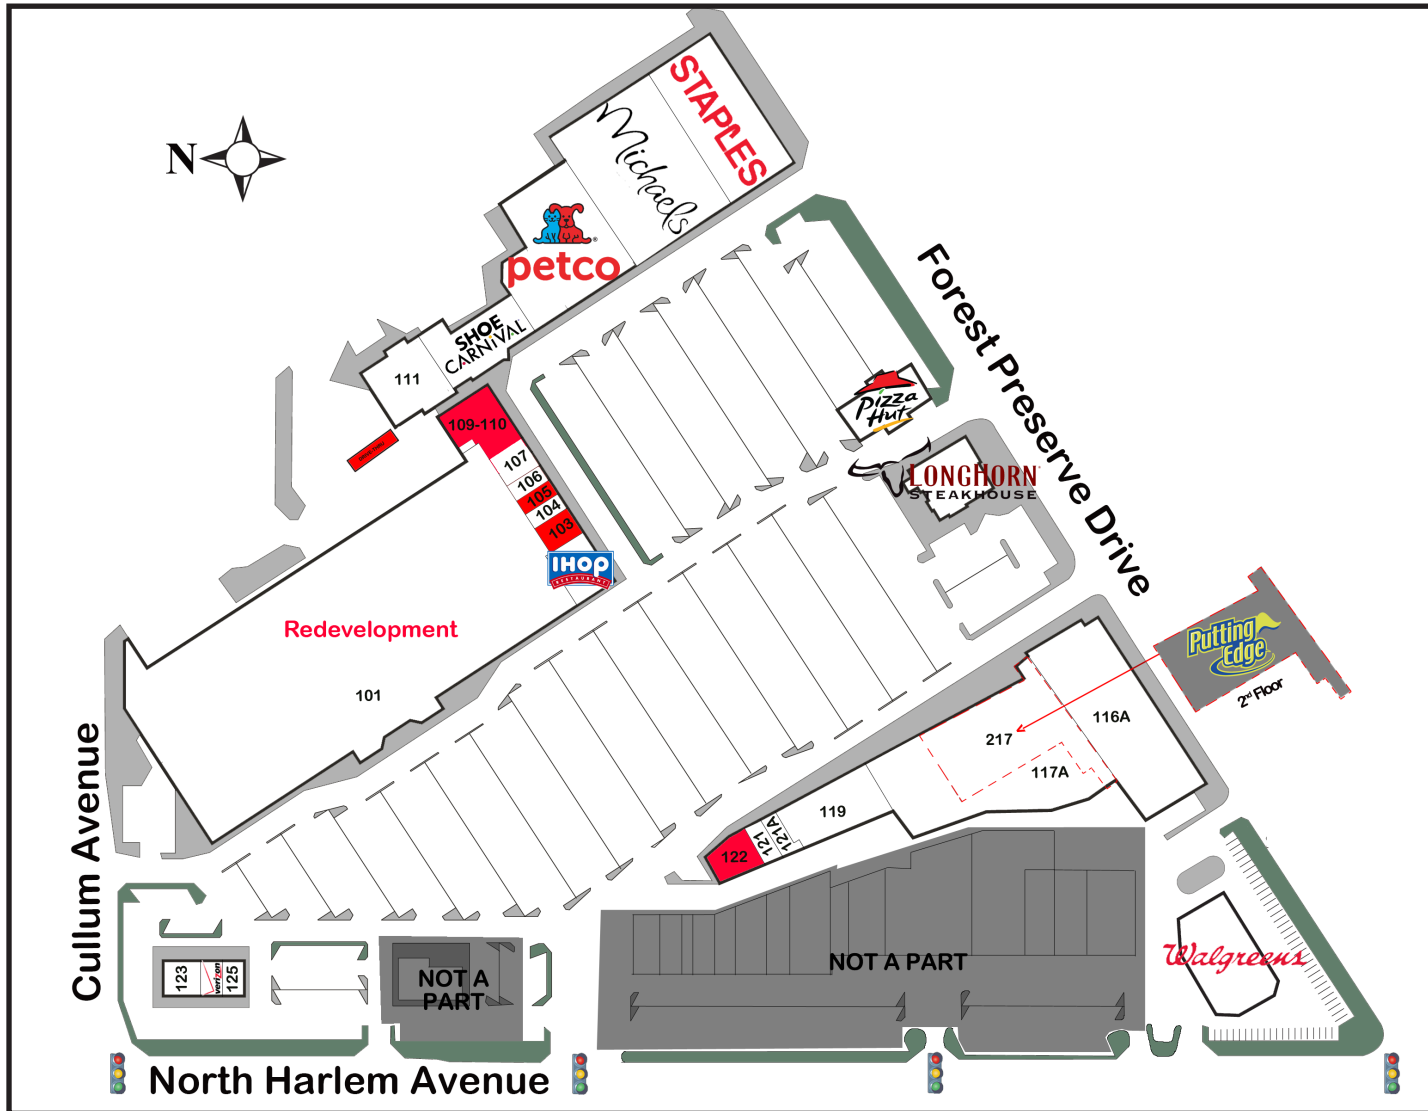 STAPLES
Michaels
N
petco
SHOE
CARNIVAL
111
Forest Preserve Drive
Pizza
Hut
109-110
107
106
105
104
103
LONGHORN
STEAKHOUSE
IHOP
RESTAURANT
Redevelopment
101
Putting
Edge
2nd Floor
116A
217
117A
119
121A
121
122
Cullum Avenue
123
verizon
125
NOT A
PART
NOT A PART
Walgreens
North Harlem Avenue